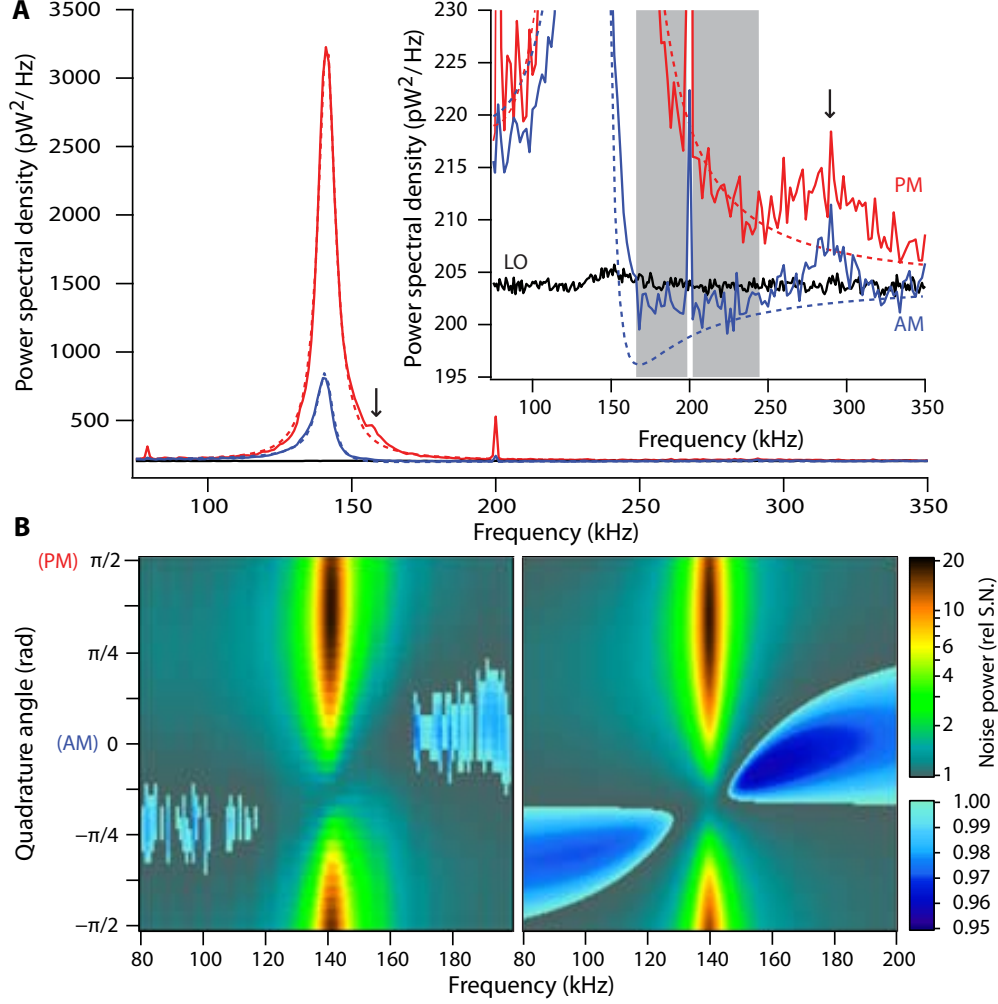 A
Power spectral density (pW²/ Hz)
3500
3000
2500
2000
1500
1000
500
100
150
200
250
300
350
Frequency (kHz)
Power spectral density (pW²/ Hz)
230
225
220
215
210
205
200
195
LO
PM
AM
100
150
200
250
300
350
Frequency (kHz)
B
Quadrature angle (rad)
(PM) π/2
π/4
(AM) 0
−π/4
−π/2
80 100 120 140 160 180
80 100 120 140 160 180 200
Frequency (kHz)
Noise power (rel S.N.)
20
10
6
4
2
1
1.00
0.99
0.98
0.97
0.96
0.95